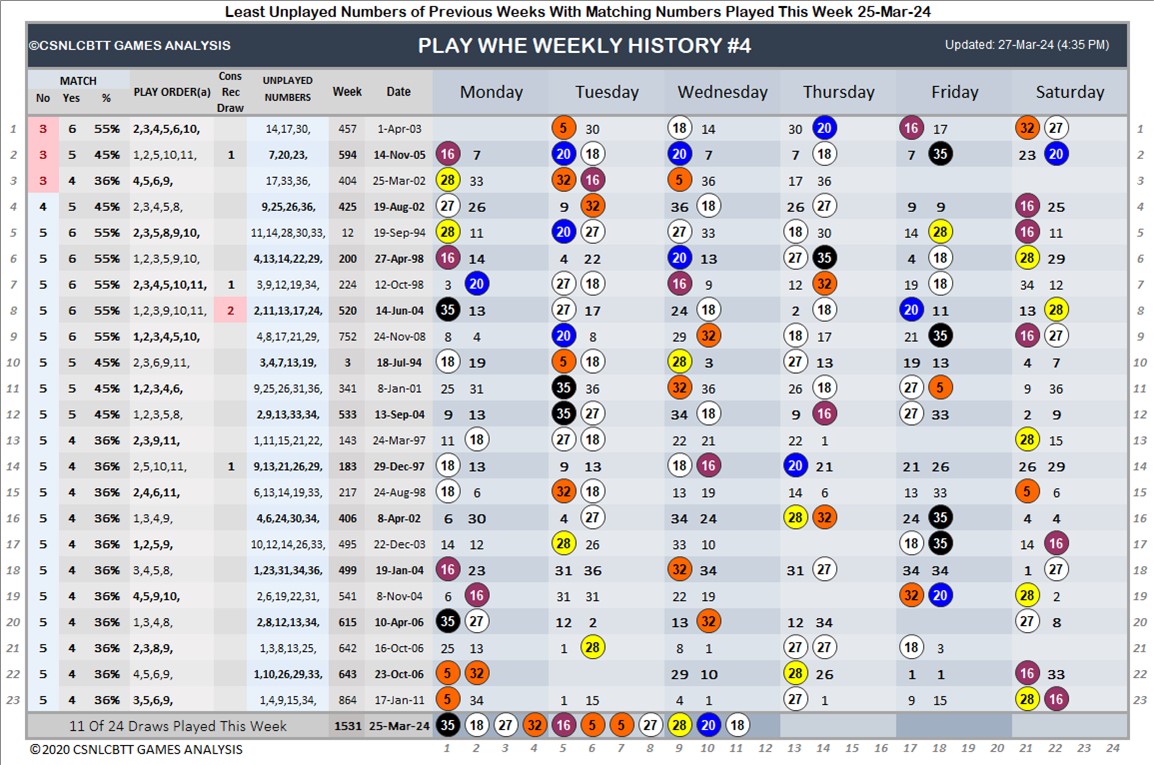 Least Unplayed Numbers of Previous Weeks With Matching Numbers Played This Week 25-Mar-24
©CSNLCBTT GAMES ANALYSIS PLAY WHE WEEKLY HISTORY #4 Updated: 27-Mar-24 (4:35 PM)
MATCH Cons UNPLAYED
No Yes % PLAY ORDER(a) Rec NUMBERS Week Date Monday Tuesday Wednesday Thursday Friday Saturday
Draw
1 3 6 55% 2,3,4,5,6,10, 14,17,30, 457 1-Apr-03 5 30 18 14 30 20 16 17 32 27 1
2 3 5 45% 1,2,5,10,11, 1 7,20,23, 594 14-Nov-05 16 7 20 18 20 7 7 18 7 35 23 20 2
3 3 4 36% 4,5,6,9, 17,33,36, 404 25-Mar-02 28 33 32 16 5 36 17 36 3
4 4 5 45% 2,3,4,5,8, 9,25,26,36, 425 19-Aug-02 27 26 9 32 36 18 26 27 9 9 16 25 4
5 5 6 55% 2,3,5,8,9,10, 11,14,28,30,33, 12 19-Sep-94 28 11 20 27 27 33 18 30 14 28 16 11 5
6 5 6 55% 1,2,3,5,9,10, 4,13,14,22,29, 200 27-Apr-98 16 14 4 22 20 13 27 35 4 18 28 29 6
7 5 6 55% 2,3,4,5,10,11, 1 3,9,12,19,34, 224 12-Oct-98 3 20 27 18 16 9 12 32 19 18 34 12 7
8 5 6 55% 1,2,3,9,10,11, 2 2,11,13,17,24, 520 14-Jun-04 35 13 27 17 24 18 2 18 20 11 13 28 8
9 5 6 55% 1,2,3,4,5,10, 4,8,17,21,29, 752 24-Nov-08 8 4 20 8 29 32 18 17 21 35 16 27 9
10 5 5 45% 2,3,6,9,11, 3,4,7,13,19, 3 18-Jul-94 18 19 5 18 28 3 27 13 19 13 4 7 10
11 5 5 45% 1,2,3,4,6, 9,25,26,31,36, 341 8-Jan-01 25 31 35 36 32 36 26 18 27 5 9 36 11
12 5 5 45% 1,2,3,5,8, 2,9,13,33,34, 533 13-Sep-04 9 13 35 27 34 18 9 16 27 33 2 9 12
13 5 4 36% 2,3,9,11, 1,11,15,21,22, 143 24-Mar-97 11 18 27 18 22 21 22 1 28 15 13
14 5 4 36% 2,5,10,11, 1 9,13,21,26,29, 183 29-Dec-97 18 13 9 13 18 16 20 21 21 26 26 29 14
15 5 4 36% 2,4,6,11, 6,13,14,19,33, 217 24-Aug-98 18 6 32 18 13 19 14 6 13 33 5 6 15
16 5 4 36% 1,3,4,9, 4,6,24,30,34, 406 8-Apr-02 6 30 4 27 34 24 28 32 24 35 4 4 16
17 5 4 36% 1,2,5,9, 10,12,14,26,33, 495 22-Dec-03 14 12 28 26 33 10 18 35 14 16 17
18 5 4 36% 3,4,5,8, 1,23,31,34,36, 499 19-Jan-04 16 23 31 36 32 34 31 27 34 34 1 27 18
19 5 4 36% 4,5,9,10, 2,6,19,22,31, 541 8-Nov-04 6 16 31 31 22 19 32 20 28 2 19
20 5 4 36% 1,3,4,8, 2,8,12,13,34, 615 10-Apr-06 35 27 12 2 13 32 12 34 27 8 20
21 5 4 36% 2,3,8,9, 1,3,8,13,25, 642 16-Oct-06 25 13 1 28 8 1 27 27 18 3 21
22 5 4 36% 4,5,6,9, 1,10,26,29,33, 643 23-Oct-06 5 32 29 10 28 26 1 1 16 33 22
23 5 4 36% 3,5,6,9, 1,4,9,15,34, 864 17-Jan-11 5 34 1 15 4 1 27 1 9 15 28 16 23
11 Of 24 Draws Played This Week 1531 25-Mar-24 35 18 27 32 16 5 5 27 28 20 18
©2020 CSNLCBTT GAMES ANALYSIS 1 2 3 4 5 6 7 8 9 10 11 12 13 14 15 16 17 18 19 20 21 22 23 24